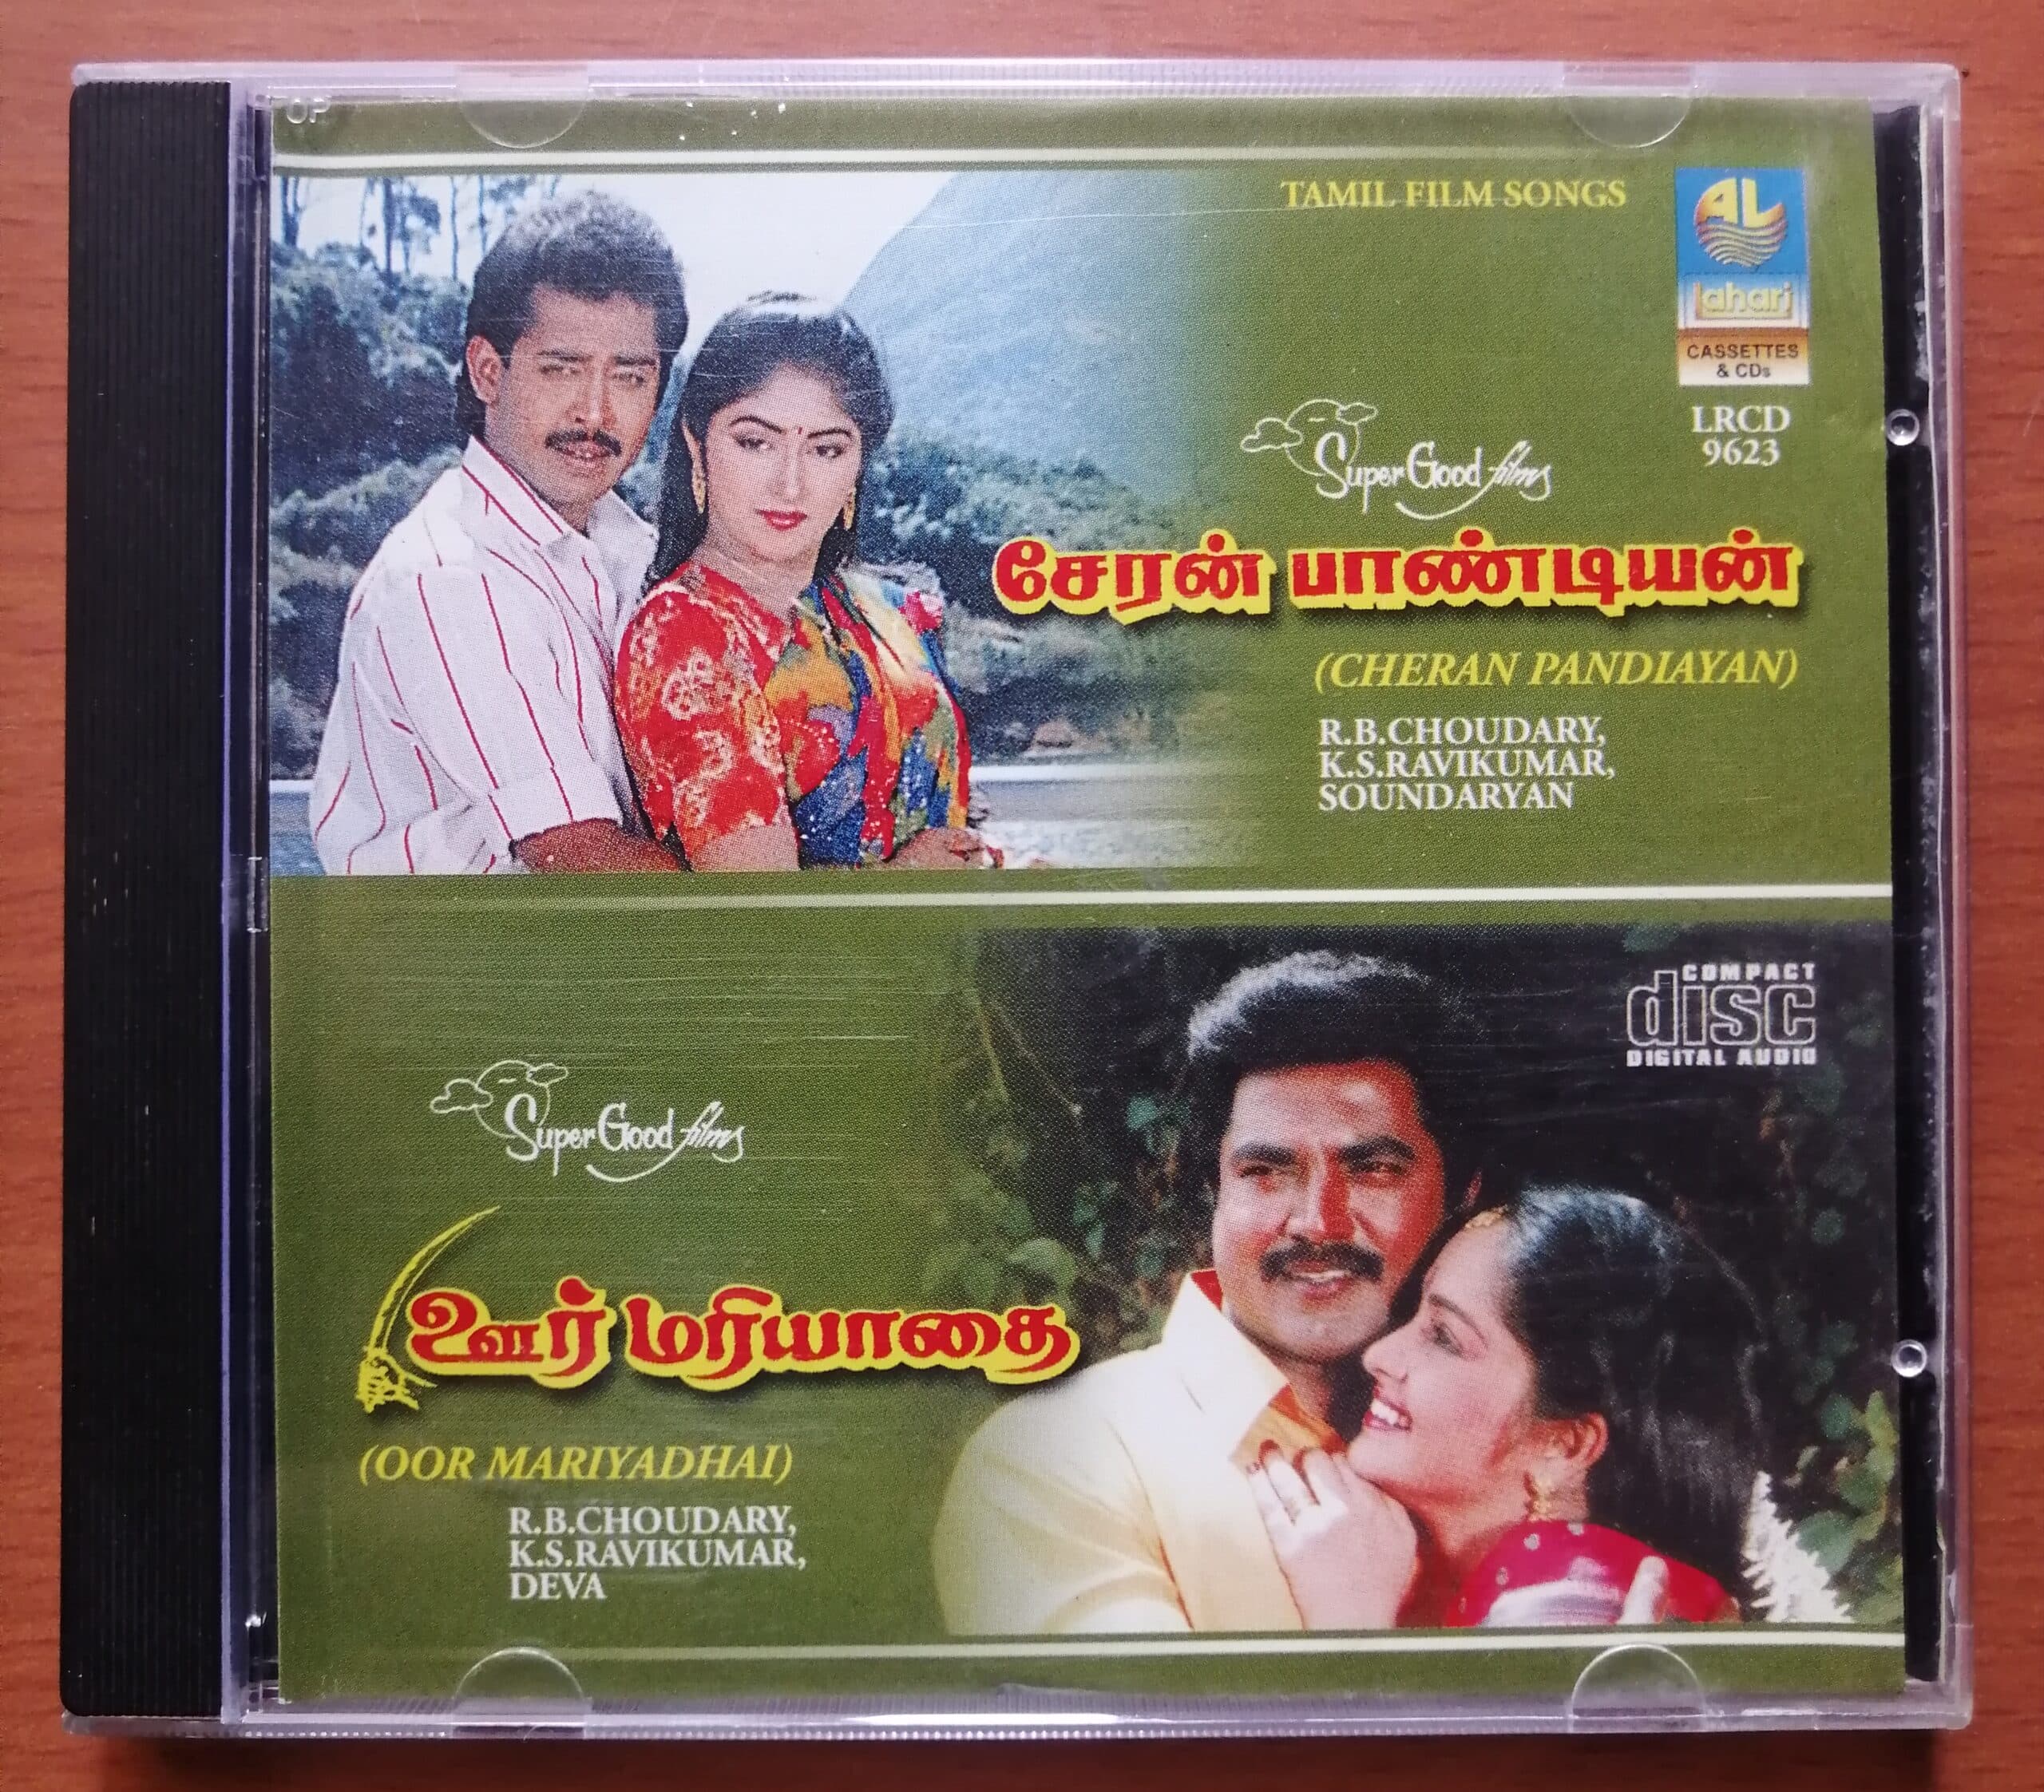 OP
TAMIL FILM SONGS
AL
lahari
CASSETTES
& CDs
LRCD
9623
Super Good films
சேரன் பாண்டியன்
(CHERAN PANDIAYAN)
R.B.CHOUDARY,
K.S.RAVIKUMAR,
SOUNDARYAN
COMPACT
disc
DIGITAL AUDIO
Super Good films
ஊர் மரியாதை
(OOR MARIYADHAI)
R.B.CHOUDARY,
K.S.RAVIKUMAR,
DEVA